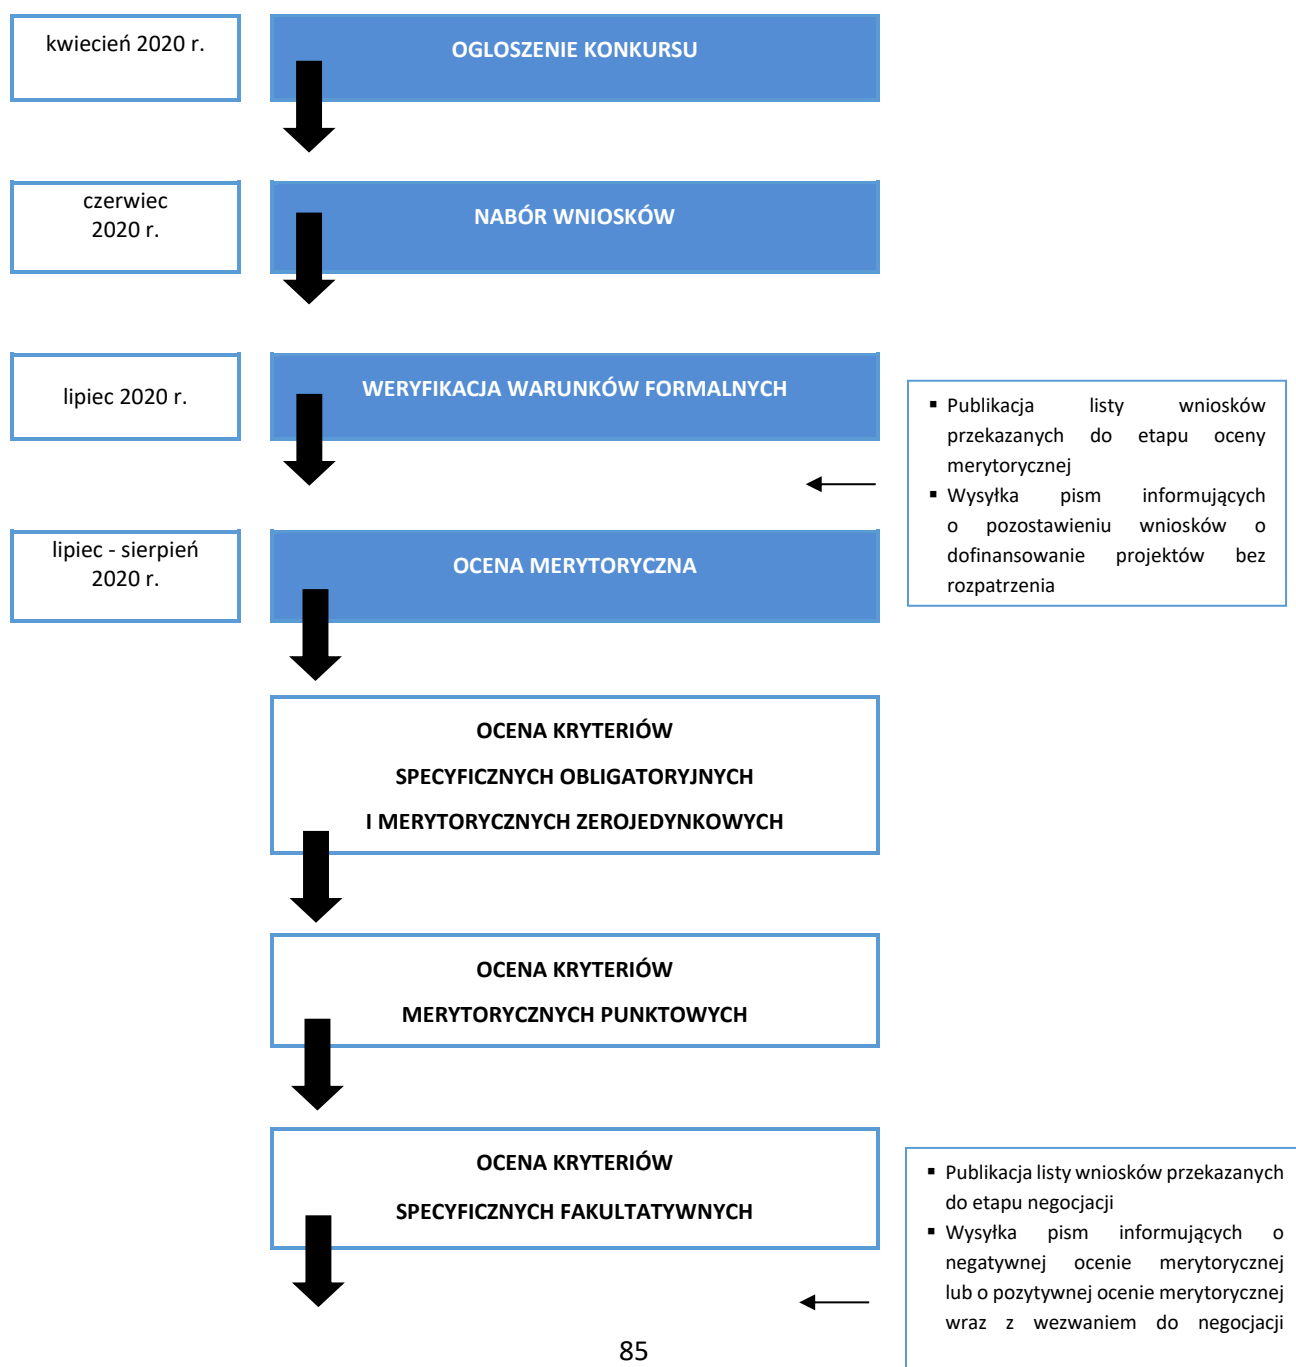 kwiecień 2020 r.
OGLOSZENIE KONKURSU
czerwiec
2020 r.
NABÓR WNIOSKÓW
lipiec 2020 r.
WERYFIKACJA WARUNKÓW FORMALNYCH
▪ Publikacja listy wniosków
przekazanych do etapu oceny
merytorycznej
▪ Wysyłka pism informujących
o pozostawieniu wniosków o
dofinansowanie projektów bez
rozpatrzenia
lipiec - sierpień
2020 r.
OCENA MERYTORYCZNA
OCENA KRYTERIÓW
SPECYFICZNYCH OBLIGATORYJNYCH
I MERYTORYCZNYCH ZEROJEDYNKOWYCH
OCENA KRYTERIÓW
MERYTORYCZNYCH PUNKTOWYCH
OCENA KRYTERIÓW
SPECYFICZNYCH FAKULTATYWNYCH
▪ Publikacja listy wniosków przekazanych
do etapu negocjacji
▪ Wysyłka pism informujących o
negatywnej ocenie merytorycznej
lub o pozytywnej ocenie merytorycznej
wraz z wezwaniem do negocjacji
85